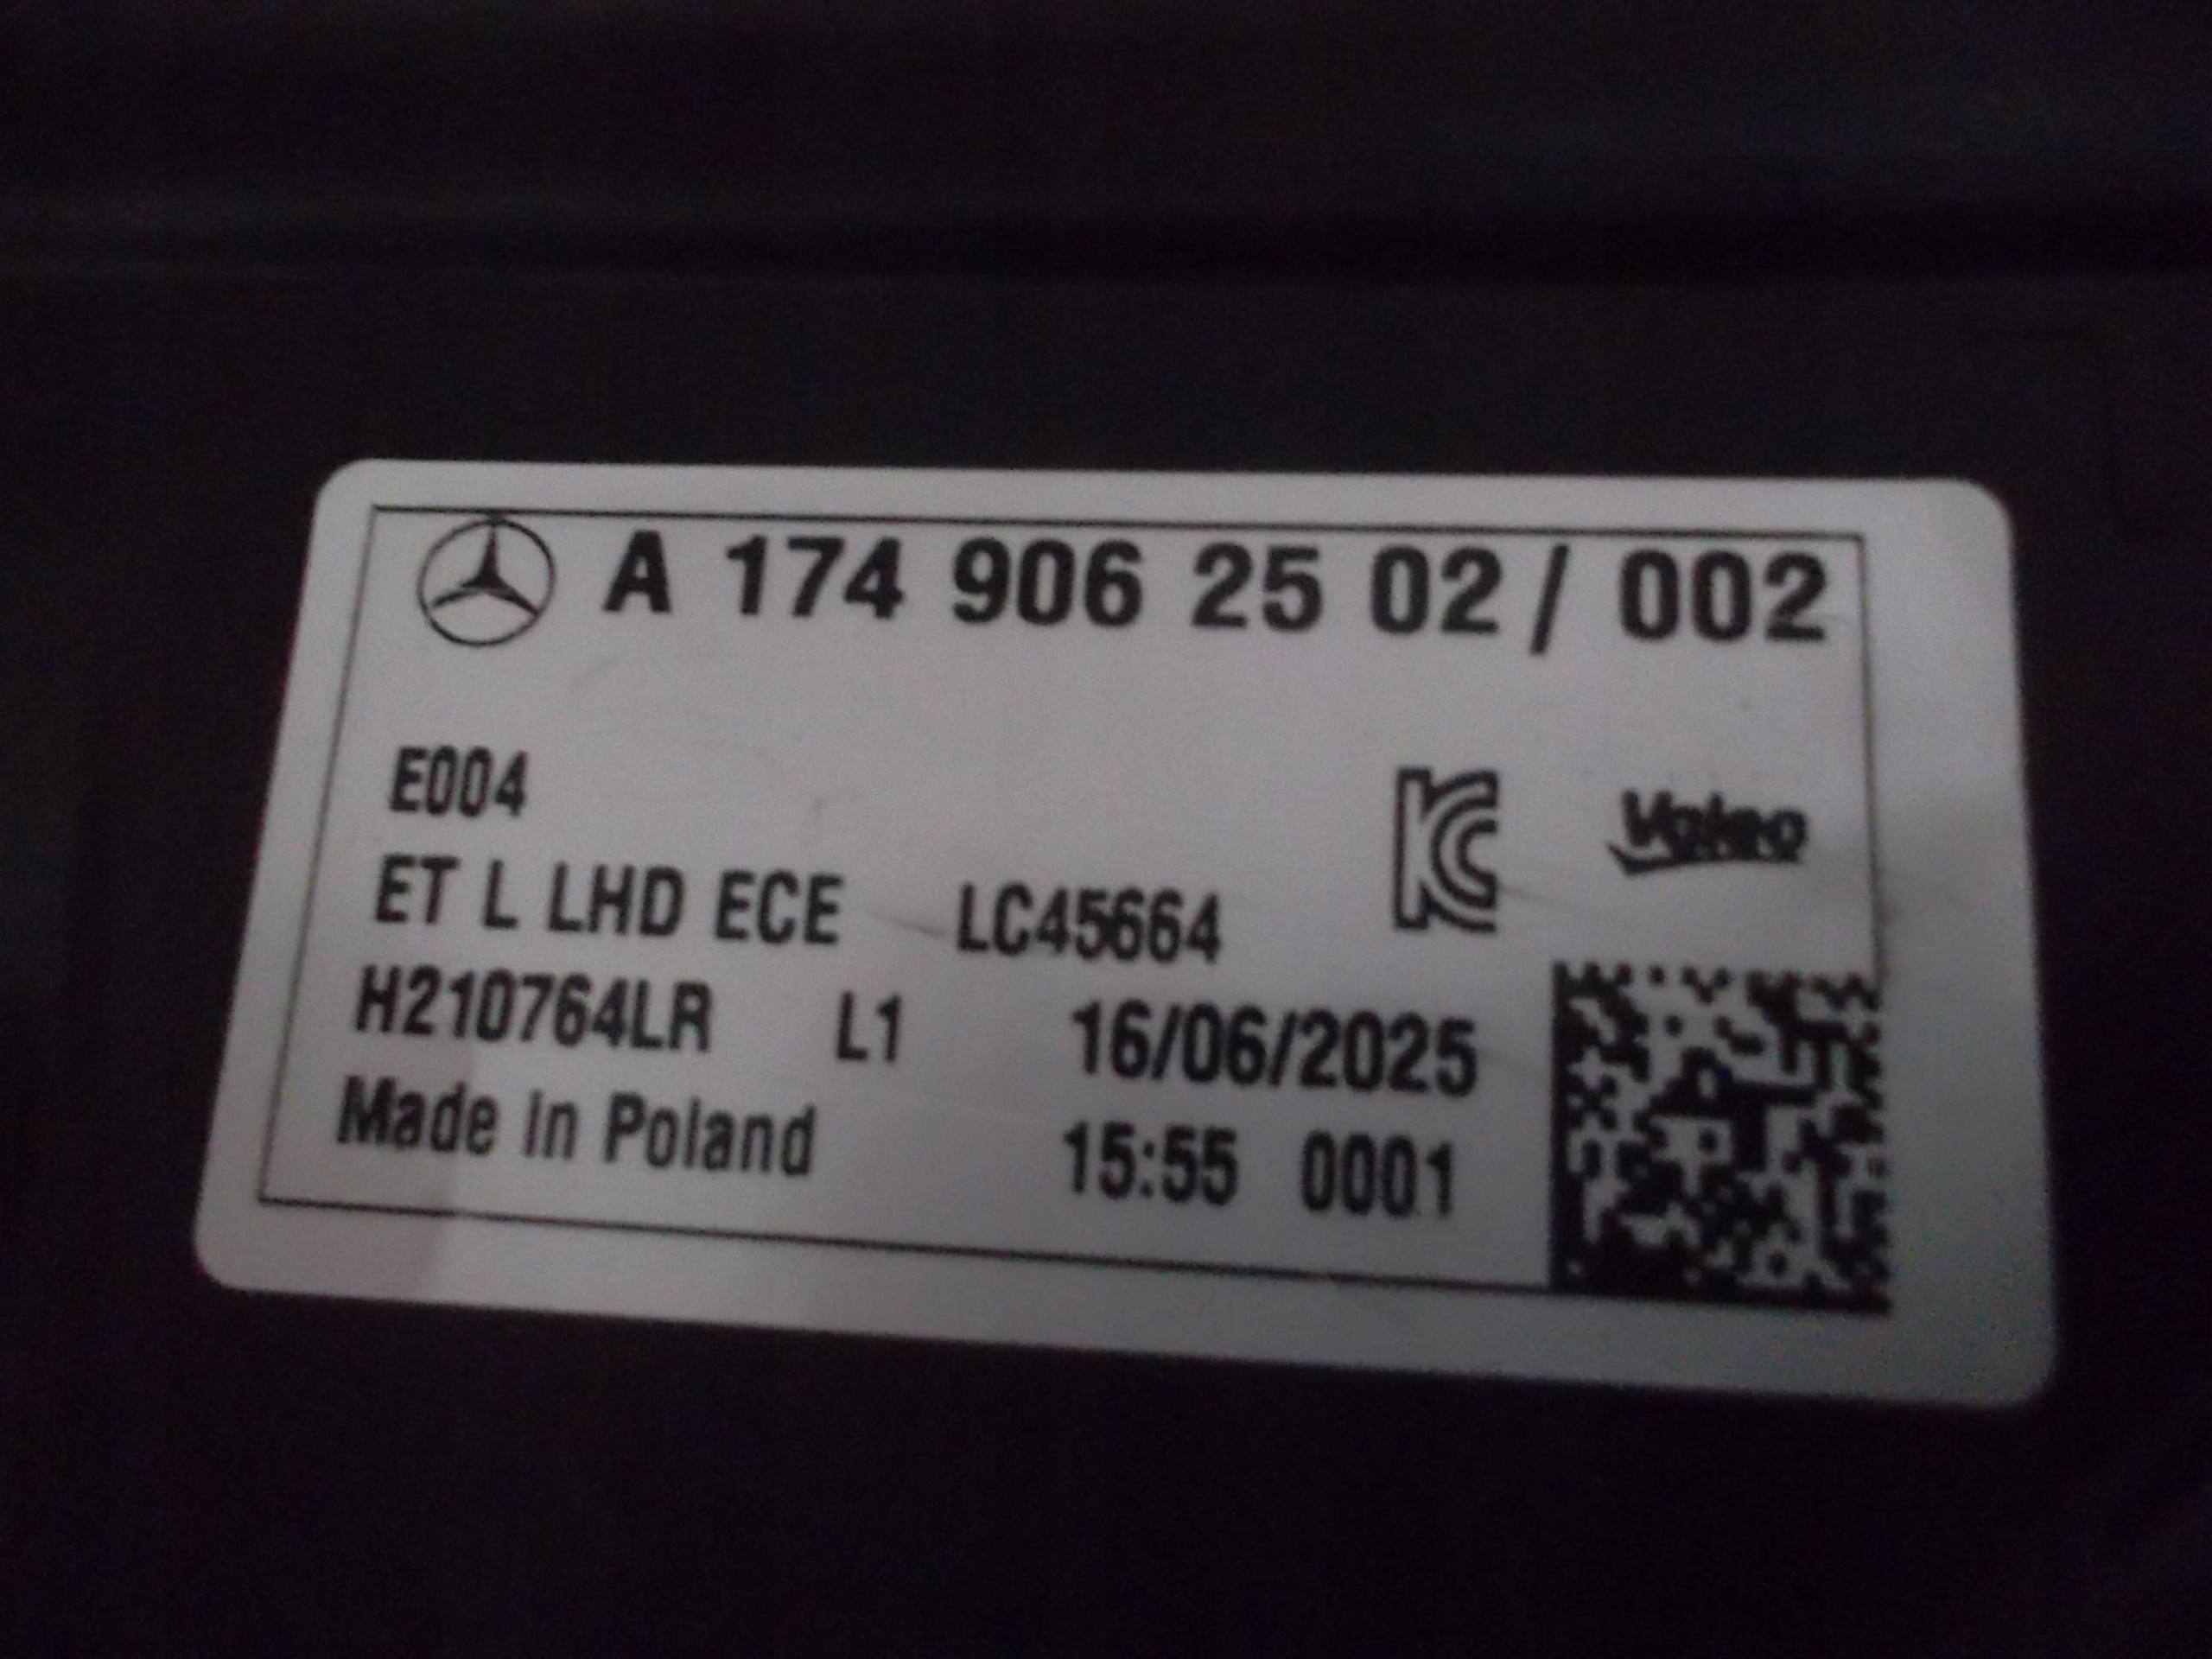 A 174 906 25 02 / 002
E004
Valeo
ET L LHD ECE LC45664
H210764LR L1 16/06/2025
Made in Poland 15:55 0001